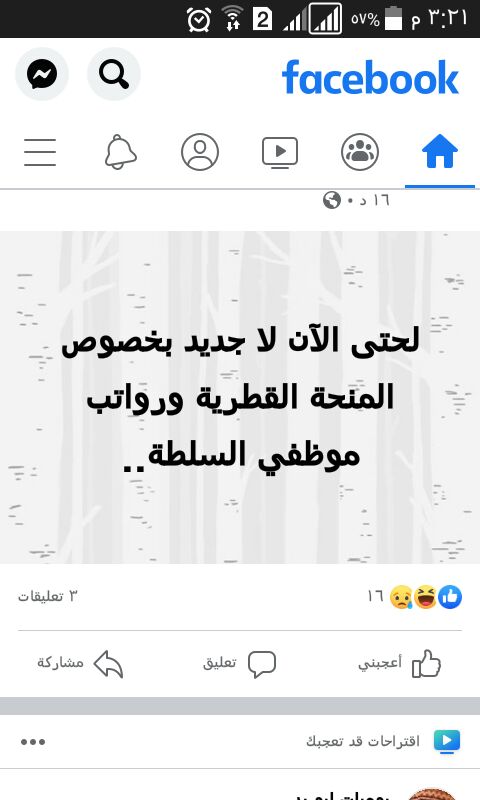 ٣:٢١ م
٥٧%
2
facebook
١٦ د
لحتى الآن لا جديد بخصوص
المنحة القطرية ورواتب
موظفي السلطة..
١٦
٣ تعليقات
أعجبني
تعليق
مشاركة
اقتراحات قد تعجبك